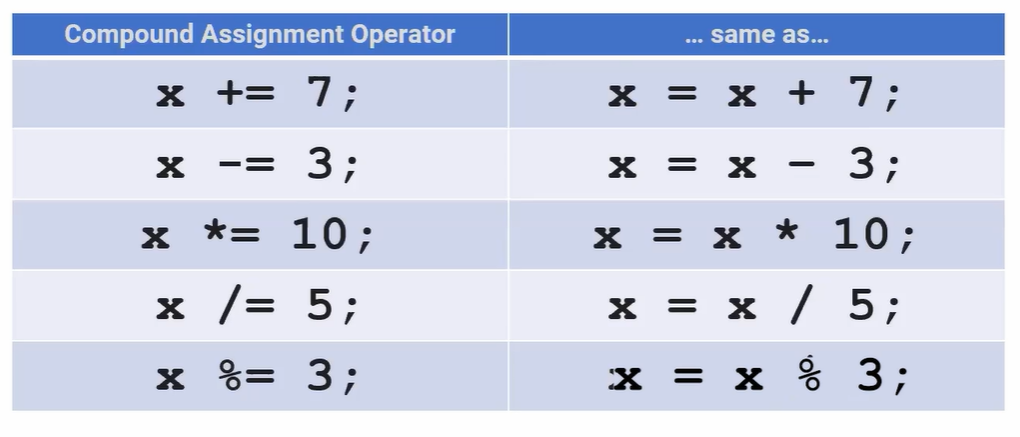 Compound Assignment Operator … same as…
x += 7; x = x + 7;
x -= 3; x = x - 3;
x *= 10; x = x * 10;
x /= 5; x = x / 5;
x %= 3; x = x % 3;